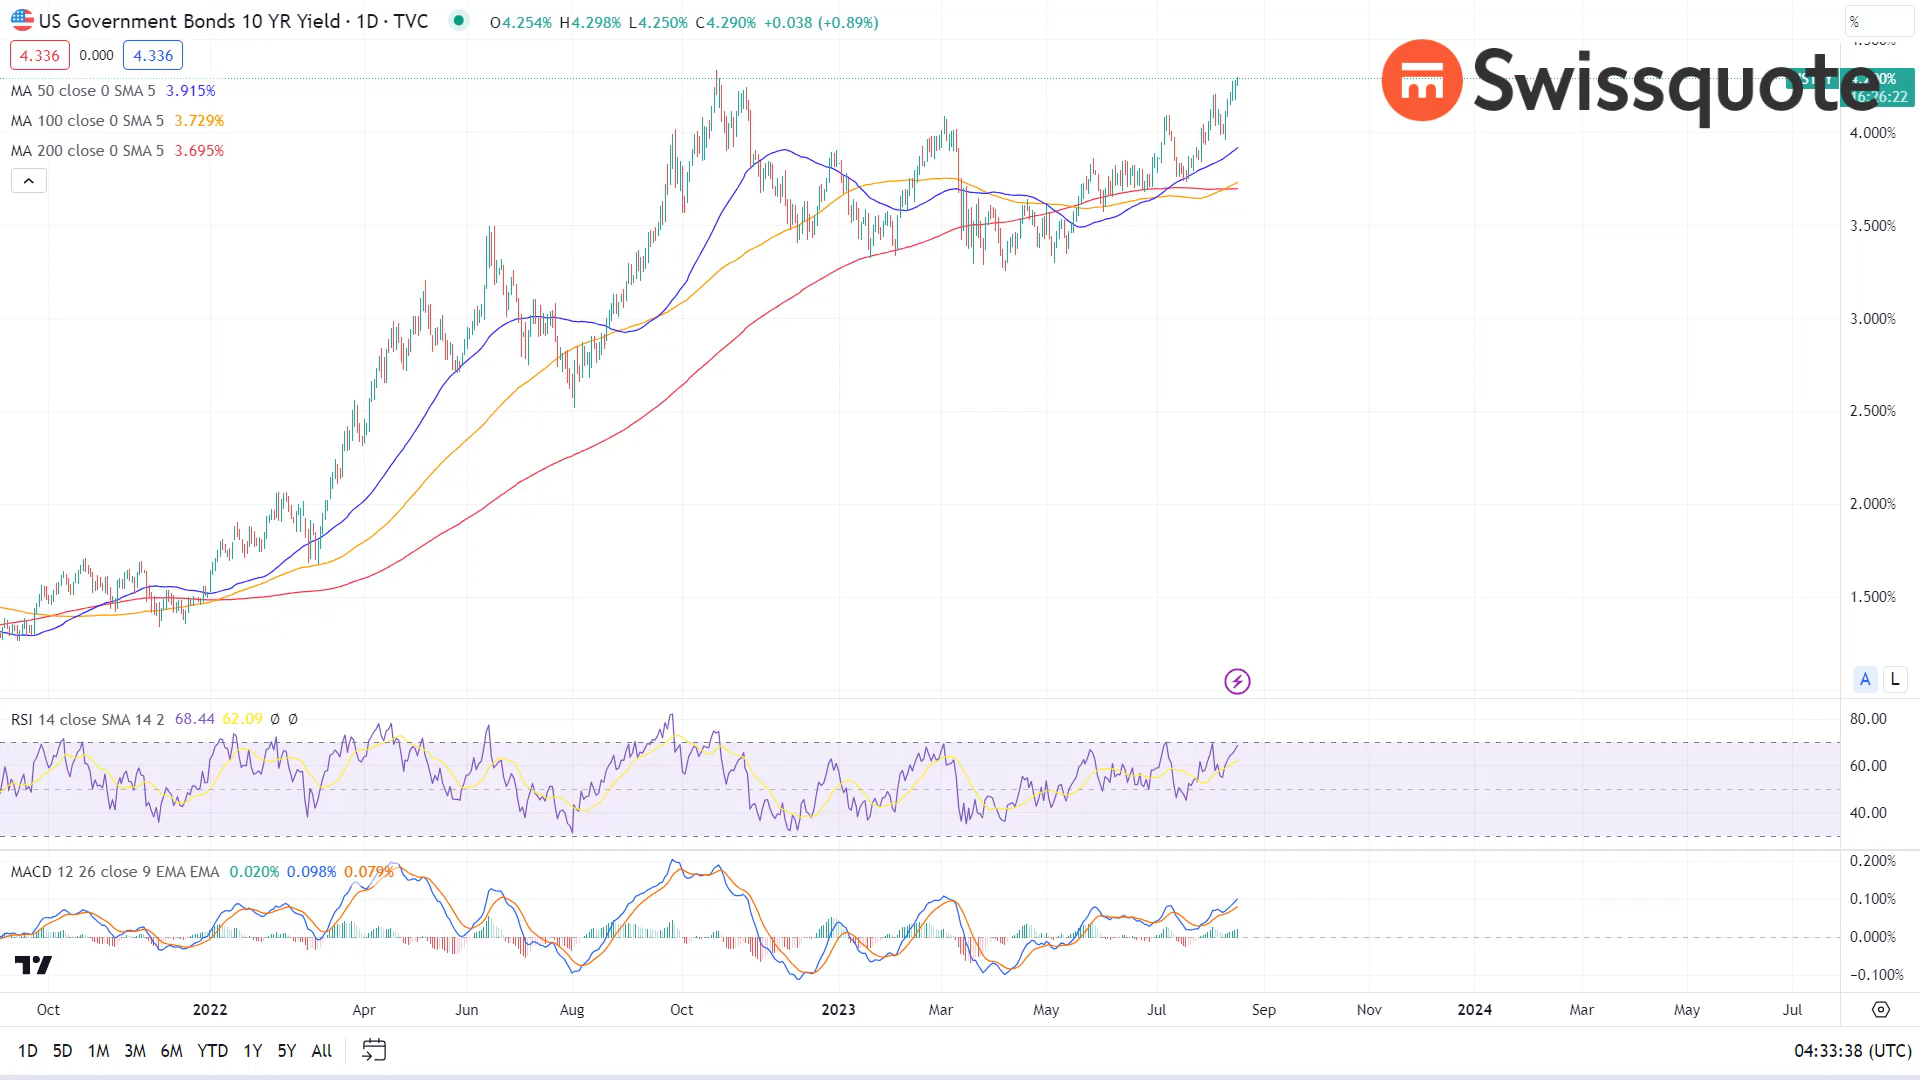 US Government Bonds 10 YR Yield · 1D · TVC O4.254% H4.298% L4.250% C4.290% +0.038 (+0.89%)
%
4.336 0.000 4.336
Swissquote
MA 50 close 0 SMA 5 3.915%
MA 100 close 0 SMA 5 3.729%
MA 200 close 0 SMA 5 3.695%
4.000%
3.500%
3.000%
2.500%
2.000%
1.500%
A L
RSI 14 close SMA 14 2 68.44 62.09 Ø Ø
80.00
60.00
40.00
MACD 12 26 close 9 EMA EMA 0.020% 0.098% 0.079%
0.200%
0.100%
0.000%
−0.100%
Oct 2022 Apr Jun Aug Oct 2023 Mar May Jul Sep Nov 2024 Mar May Jul
1D 5D 1M 3M 6M YTD 1Y 5Y All 04:33:38 (UTC)